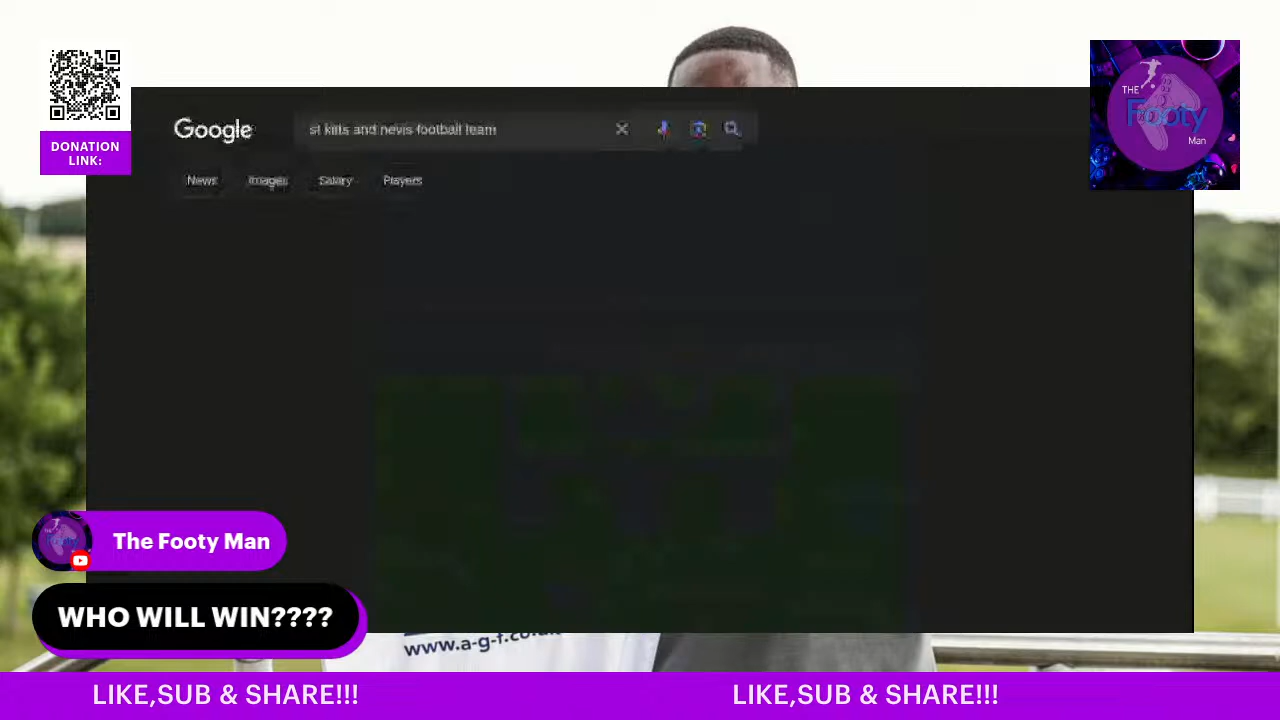 DONATION
LINK:
Google
st kitts and nevis football team
News Images Salary Players
THE
Footy
Man
The Footy Man
WHO WILL WIN????
www.a-g-f.co
LIKE,SUB & SHARE!!! LIKE,SUB & SHARE!!!